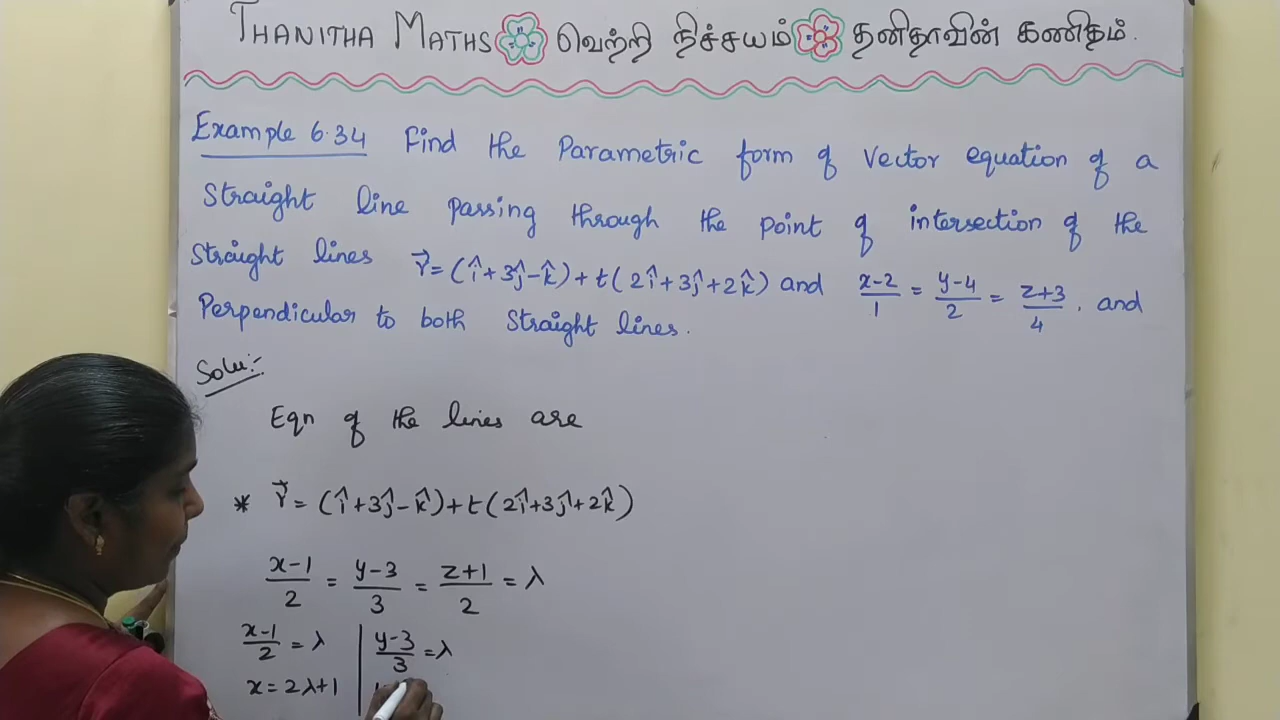 THANITHA MATHS வெற்றி நிச்சயம் தனிதாவின் கணிதம்.
Example 6.34 Find the Parametric form of Vector equation of a
Straight line passing through the point of intersection of the
Straight lines r⃗ = (î+3ĵ-k̂)+t(2î+3ĵ+2k̂) and (x-2)/1 = (y-4)/2 = (z+3)/4, and
Perpendicular to both Straight lines.
Solu:-
Eqn of the lines are
* r⃗ = (î+3ĵ-k̂)+t(2î+3ĵ+2k̂)
(x-1)/2 = (y-3)/3 = (z+1)/2 = λ
(x-1)/2 = λ | (y-3)/3 = λ
x = 2λ+1